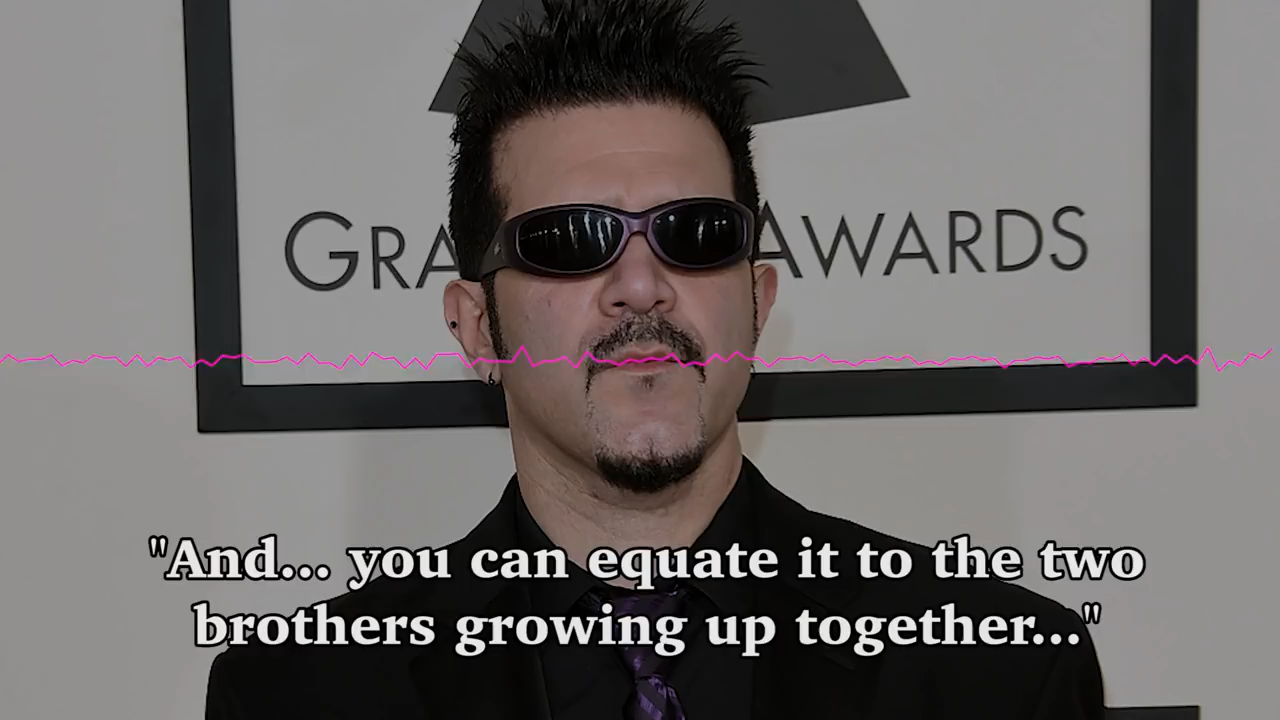 GRA AWARDS
"And... you can equate it to the two
brothers growing up together..."